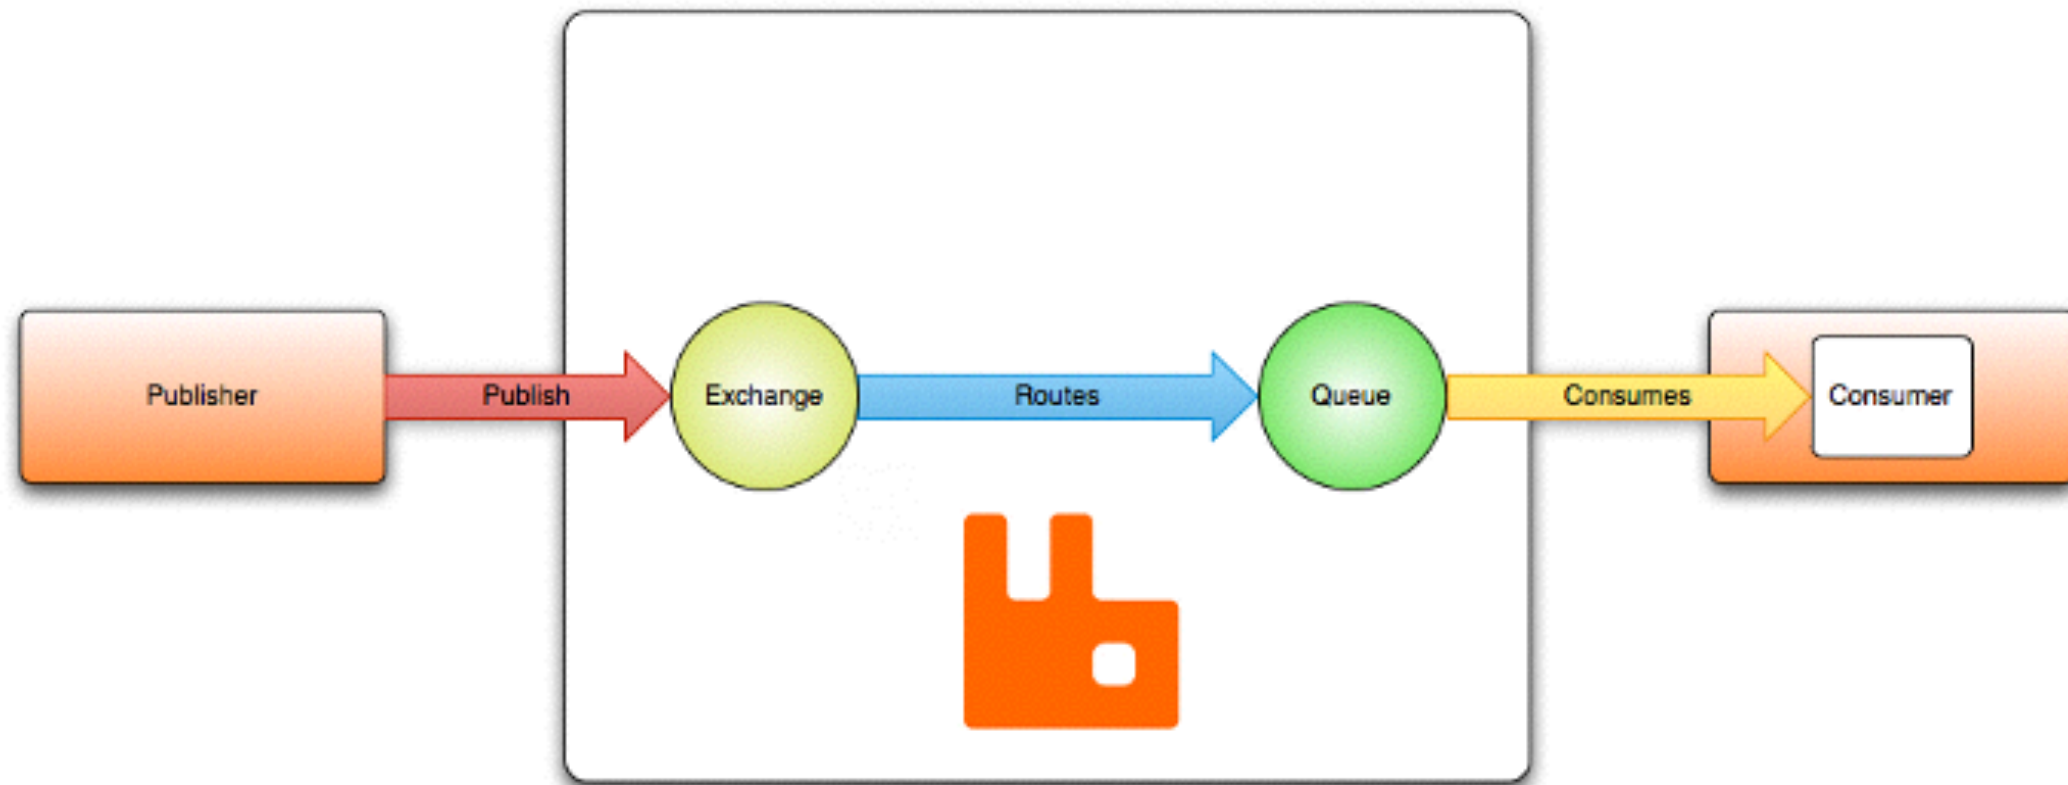 Publisher
Publish
Exchange
Routes
Queue
Consumes
Consumer